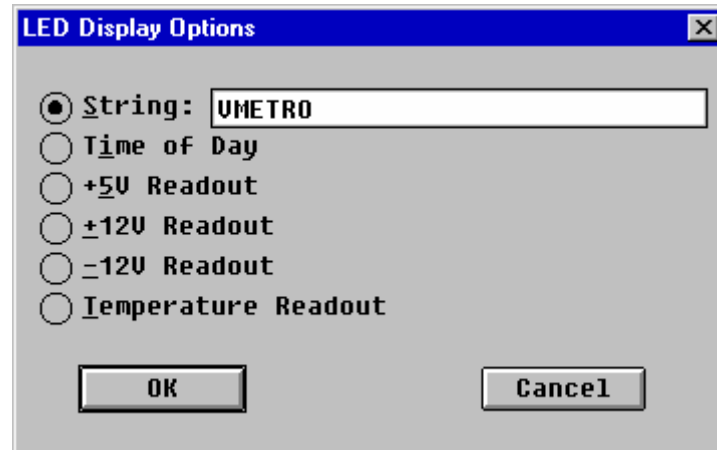 LED Display Options
String: VMETRO
Time of Day
+5V Readout
+12V Readout
-12V Readout
Temperature Readout
OK Cancel